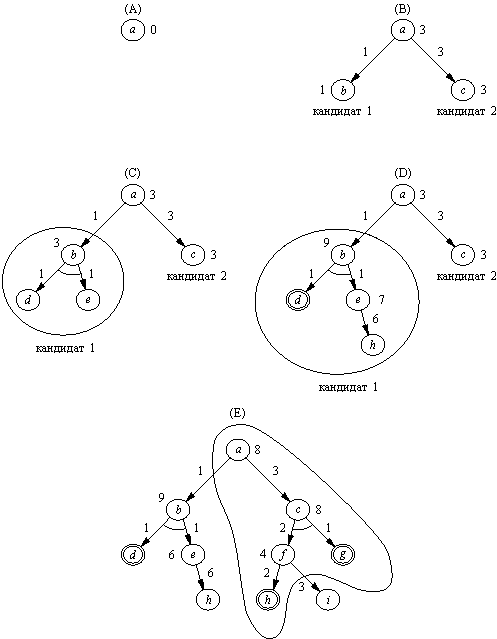 (A)
a 0
(B)
a 3
1 3
1 b c 3
кандидат 1 кандидат 2
(C)
a 3
1 3
3 b c 3
1 1 кандидат 2
d e
кандидат 1
(D)
a 3
1 3
9 b c 3
1 1 кандидат 2
d e 7
6
h
кандидат 1
(E)
a 8
1 3
9 b c 8
1 1 2 1
d 6 e 4 f g
6 2 3
h h i